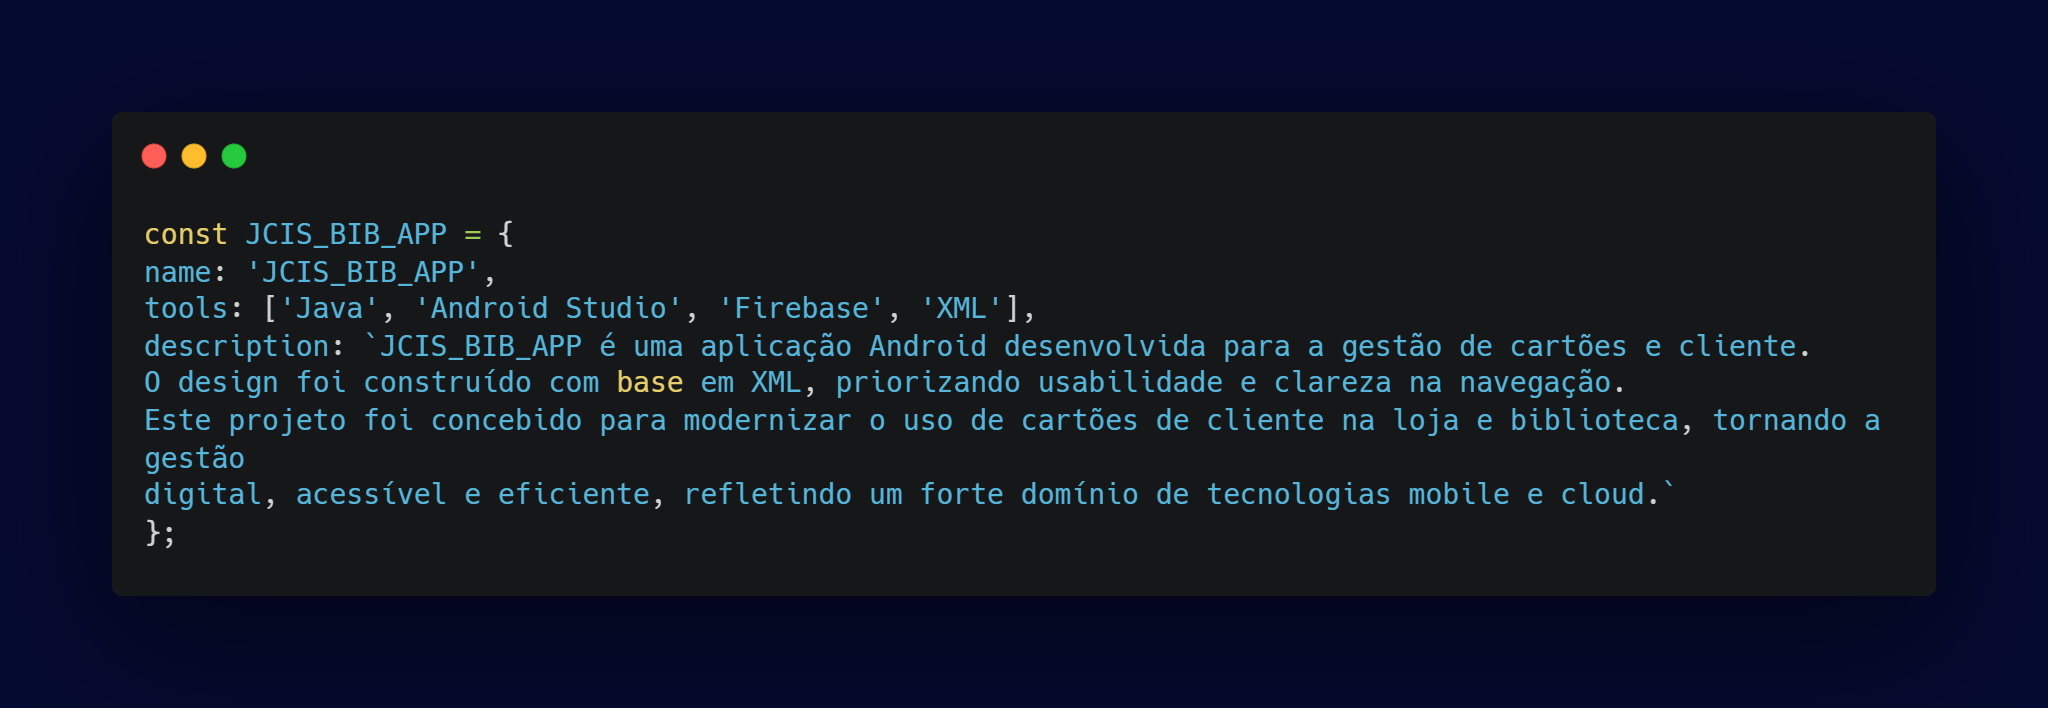 const JCIS_BIB_APP = {
name: 'JCIS_BIB_APP',
tools: ['Java', 'Android Studio', 'Firebase', 'XML'],
description: `JCIS_BIB_APP é uma aplicação Android desenvolvida para a gestão de cartões e cliente.
O design foi construído com base em XML, priorizando usabilidade e clareza na navegação.
Este projeto foi concebido para modernizar o uso de cartões de cliente na loja e biblioteca, tornando a
gestão
digital, acessível e eficiente, refletindo um forte domínio de tecnologias mobile e cloud.`
};